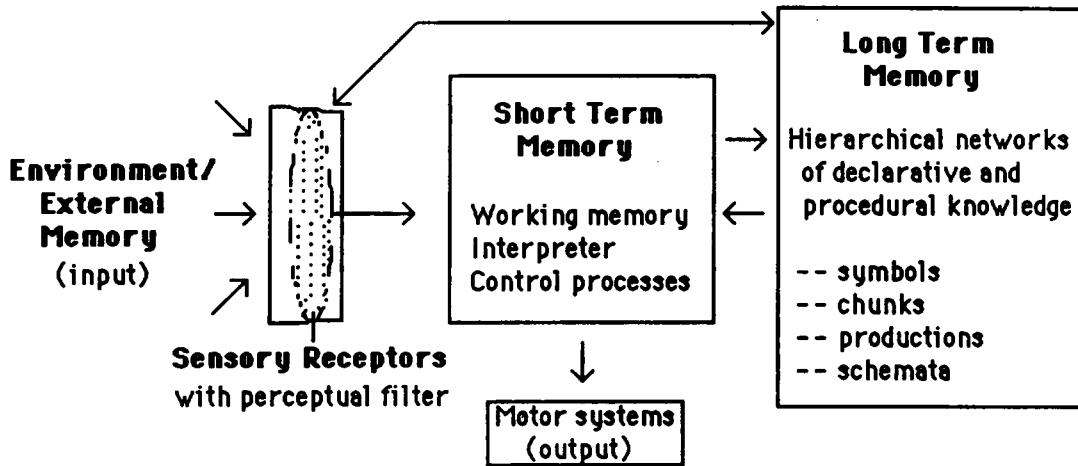 Environment/
External
Memory
(input)
Sensory Receptors
with perceptual filter
Short Term
Memory
Working memory
Interpreter
Control processes
Motor systems
(output)
Long Term
Memory
Hierarchical networks
of declarative and
procedural knowledge
-- symbols
-- chunks
-- productions
-- schemata